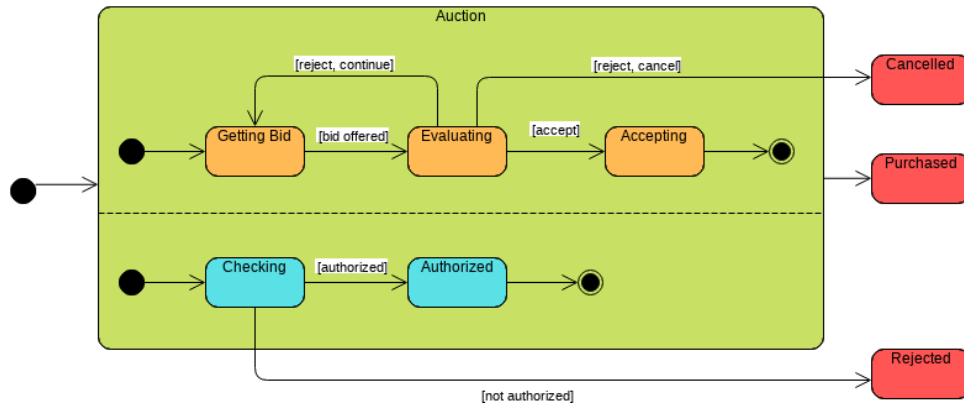 Auction
[reject, continue]
[reject, cancel]
Cancelled
Getting Bid
[bid offered]
Evaluating
[accept]
Accepting
Purchased
Checking
[authorized]
Authorized
Rejected
[not authorized]